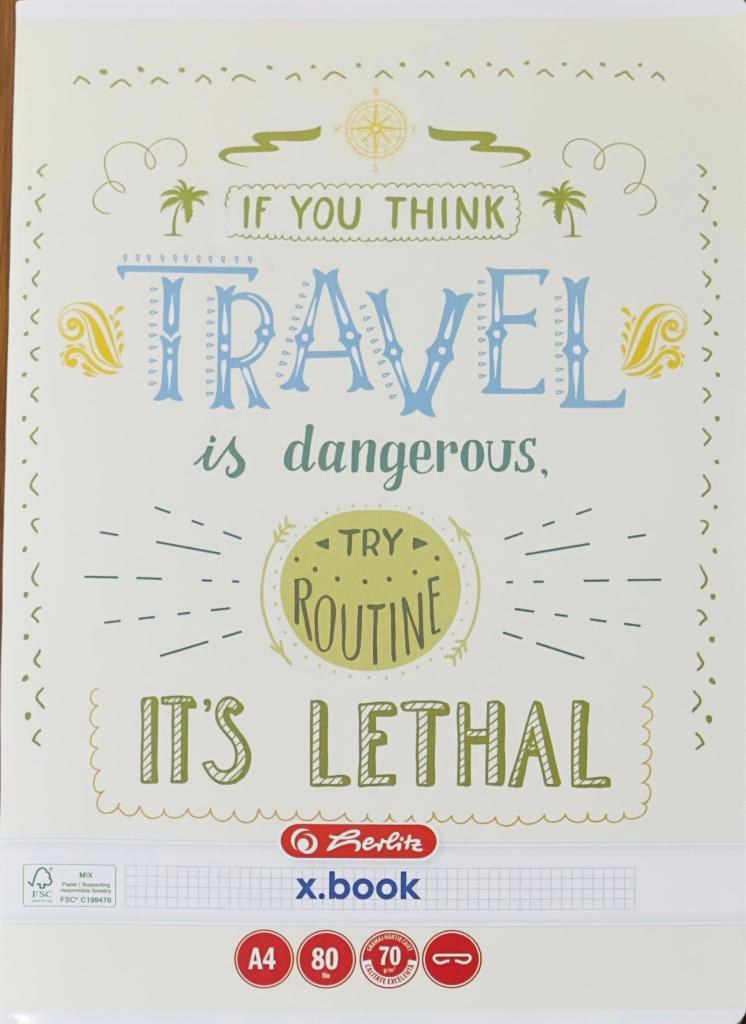 N
W E
S
IF YOU THINK
TRAVEL
is dangerous,
TRY
ROUTINE
IT'S LETHAL
Herlitz
x.book
FSC
MIX
Paper | Supporting
responsible forestry
FSC® C199476
A4
80
file
GRAMAJ HÂRTIE CAIET
70
g/m²
CALITATE EXCELENTĂ